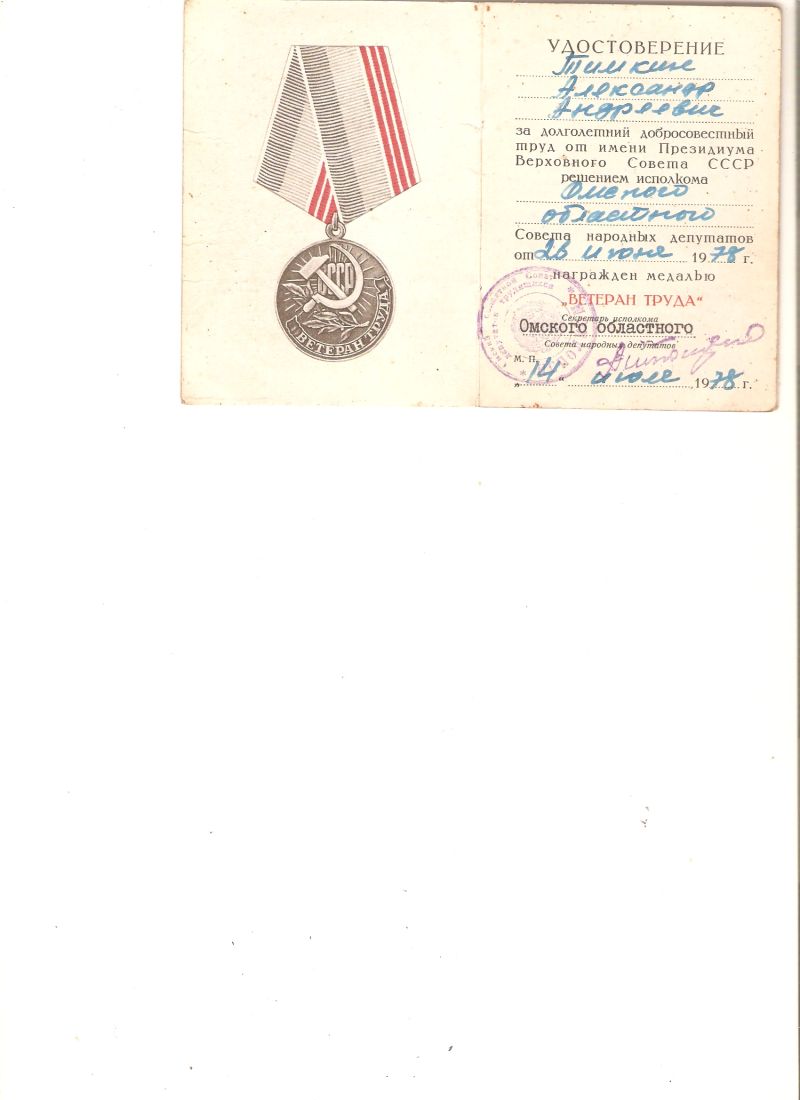 СССР
ВЕТЕРАН ТРУДА
УДОСТОВЕРЕНИЕ
Тимкин
Александр
Андреевич
за долголетний добросовестный
труд от имени Президиума
Верховного Совета СССР
решением исполкома
Омского
областного
Совета народных депутатов
от 26 июня 1978 г.
награжден медалью
„ВЕТЕРАН ТРУДА“
Секретарь исполкома
Омского областного
Совета народных депутатов
М. П.
„14“ июля 1978 г.